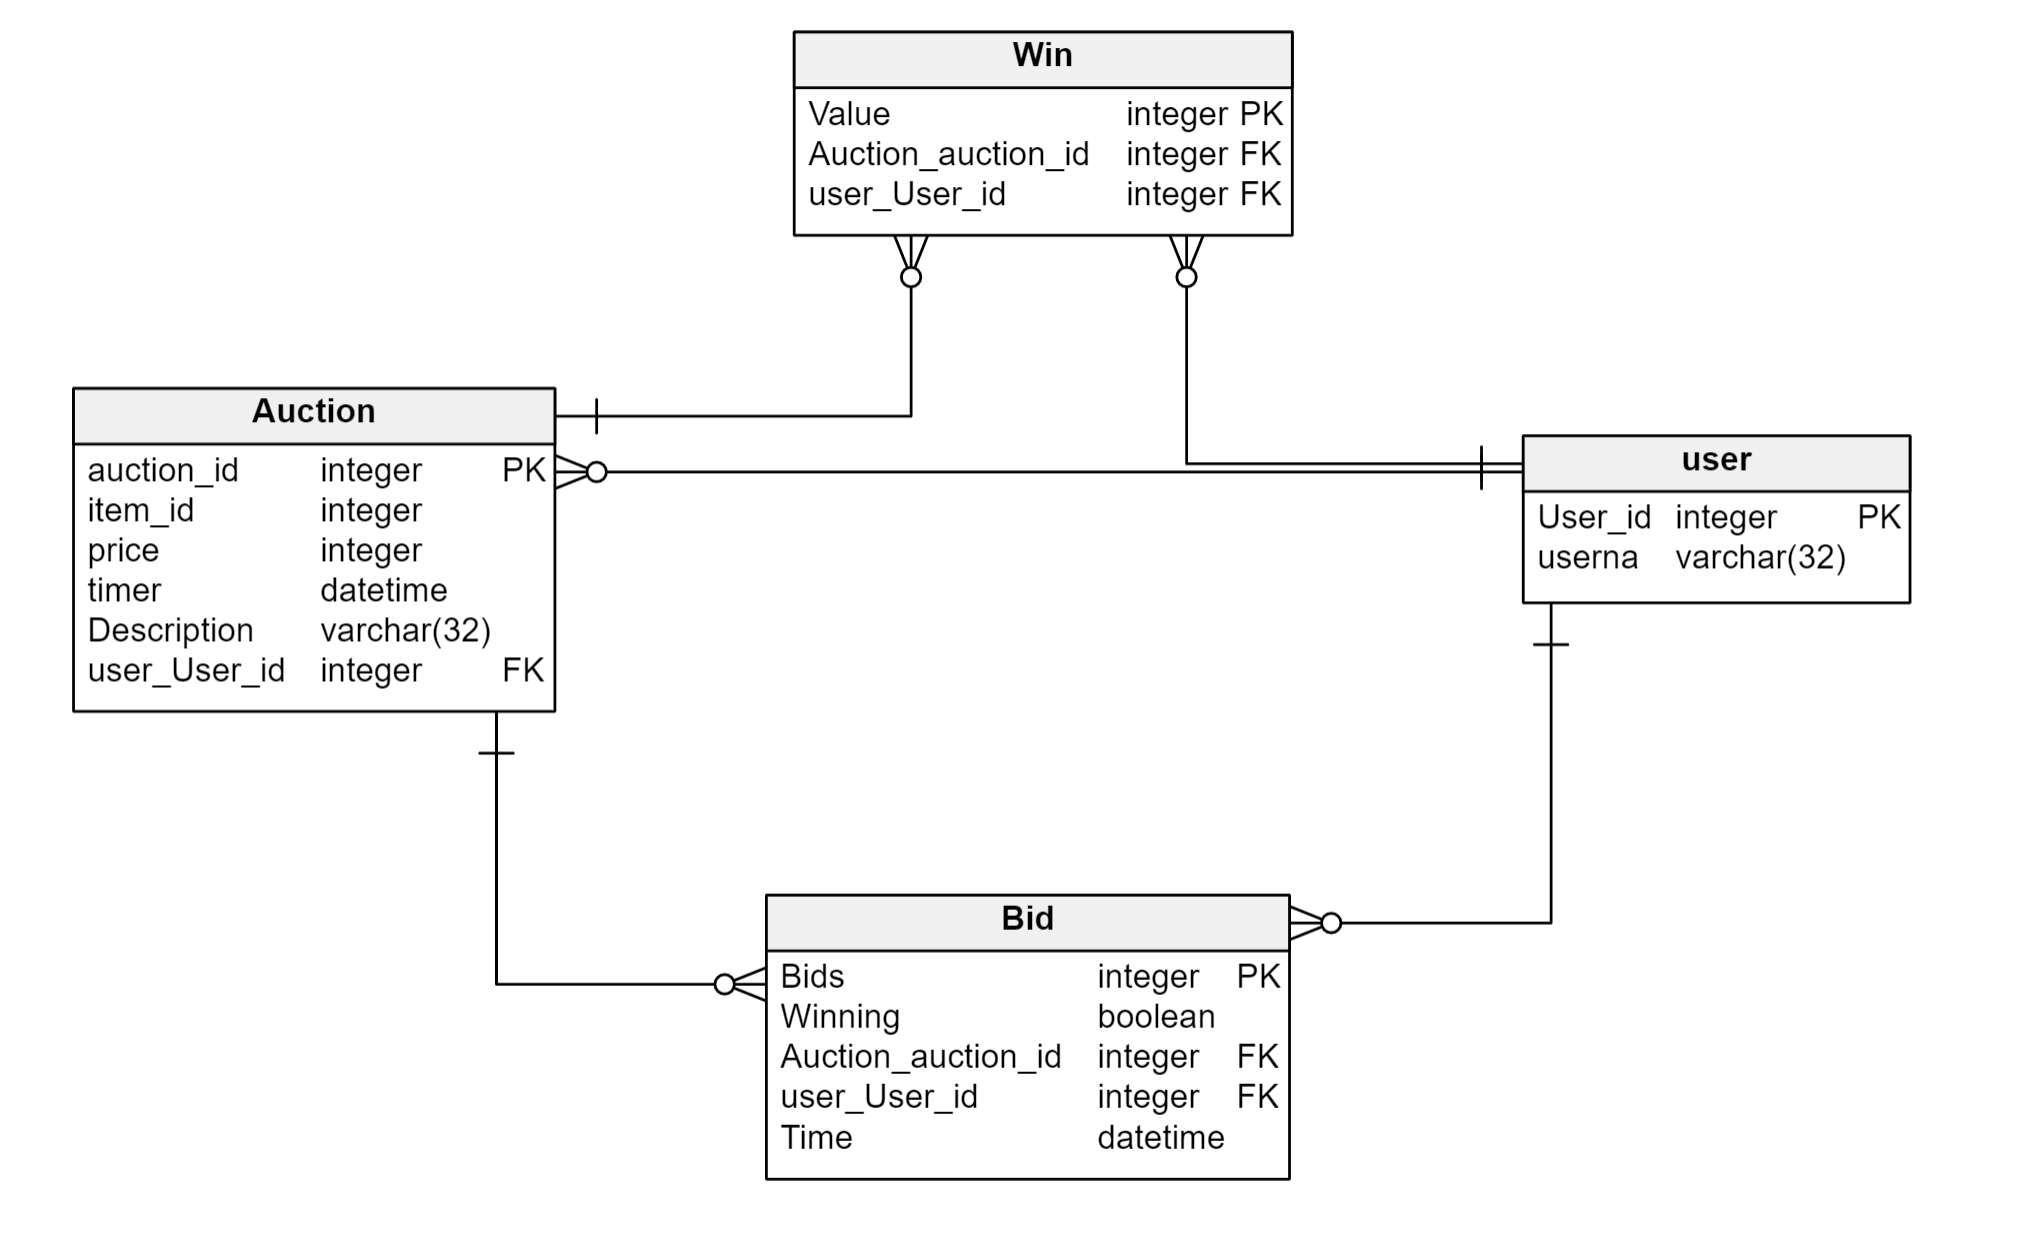 Win
Value integer PK
Auction_auction_id integer FK
user_User_id integer FK
Auction
auction_id integer PK
item_id integer
price integer
timer datetime
Description varchar(32)
user_User_id integer FK
user
User_id integer PK
userna varchar(32)
Bid
Bids integer PK
Winning boolean
Auction_auction_id integer FK
user_User_id integer FK
Time datetime